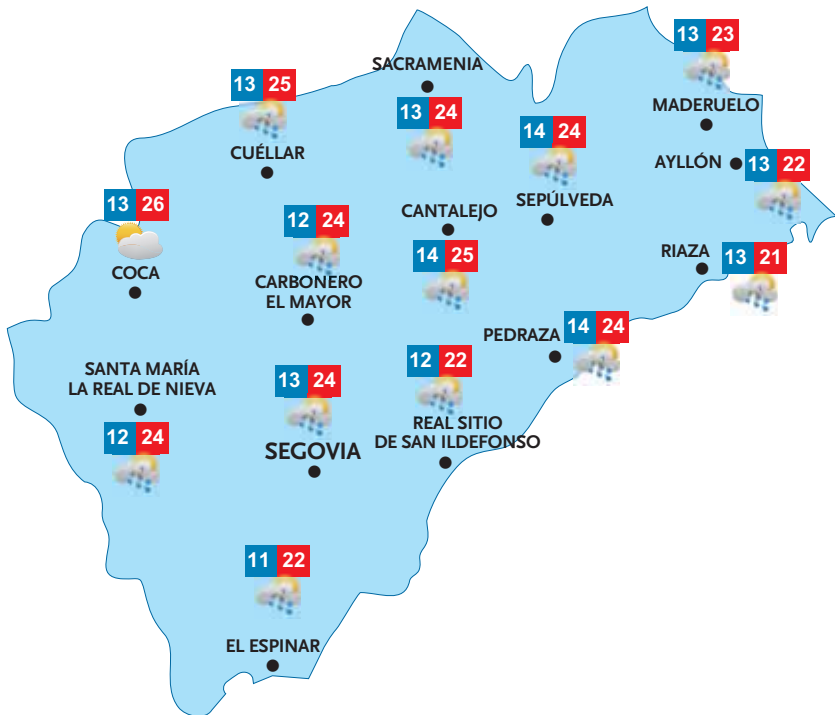 13 23
SACRAMENIA
13 25
13 24
MADERUELO
14 24
CUÉLLAR
AYLLÓN
13 22
SEPÚLVEDA
13 26
CANTALEJO
12 24
14 25
RIAZA
13 21
COCA
CARBONERO
EL MAYOR
PEDRAZA
14 24
12 22
SANTA MARÍA
LA REAL DE NIEVA
13 24
REAL SITIO
DE SAN ILDEFONSO
12 24
SEGOVIA
11 22
EL ESPINAR